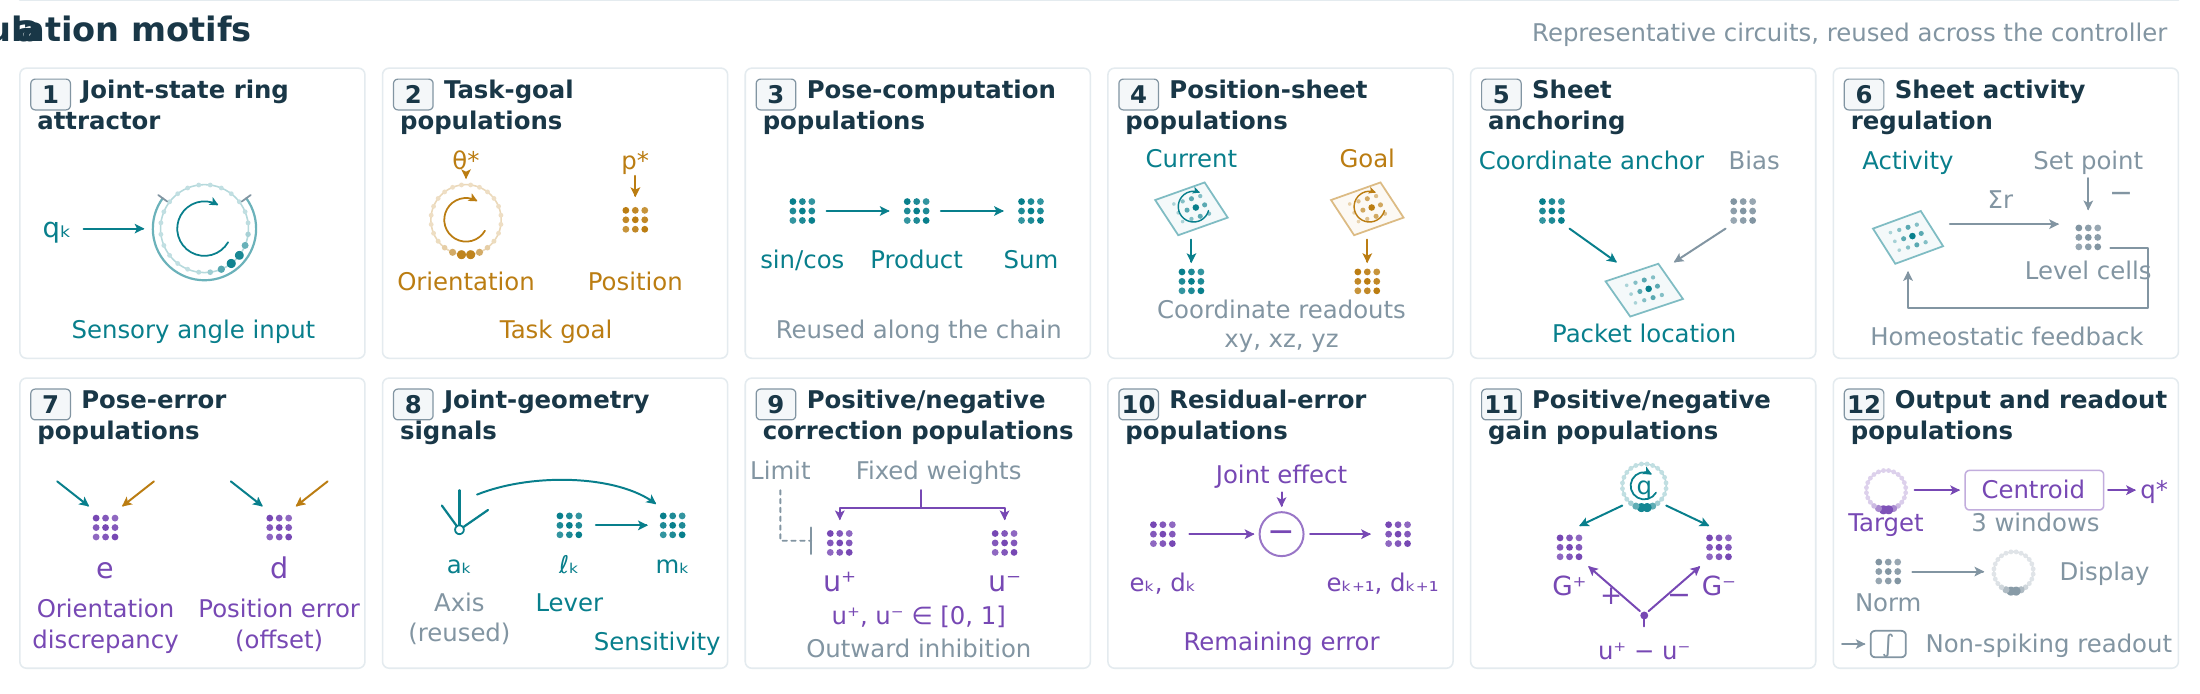 ation motifs
Representative circuits, reused across the controller
1 Joint-state ring
attractor
qₖ
Sensory angle input
2 Task-goal
populations
θ* p*
Orientation Position
Task goal
3 Pose-computation
populations
sin/cos Product Sum
Reused along the chain
4 Position-sheet
populations
Current Goal
Coordinate readouts
xy, xz, yz
5 Sheet
anchoring
Coordinate anchor Bias
Packet location
6 Sheet activity
regulation
Activity Set point
Σr −
Level cells
Homeostatic feedback
7 Pose-error
populations
e d
Orientation Position error
discrepancy (offset)
8 Joint-geometry
signals
aₖ ℓₖ mₖ
Axis Lever
(reused)
Sensitivity
9 Positive/negative
correction populations
Limit Fixed weights
u⁺ u⁻
u⁺, u⁻ ∈ [0, 1]
Outward inhibition
10 Residual-error
populations
Joint effect
−
eₖ, dₖ eₖ₊₁, dₖ₊₁
Remaining error
11 Positive/negative
gain populations
q
G⁺ + − G⁻
u⁺ − u⁻
12 Output and readout
populations
Centroid q*
Target 3 windows
Display
Norm
∫ Non-spiking readout